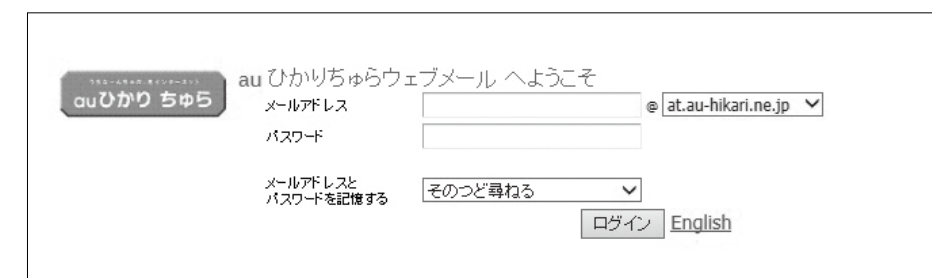 au ひかりちゅらウェブメール へようこそ
auひかり ちゅら
メールアドレス @ at.au-hikari.ne.jp
パスワード
メールアドレスと
パスワードを記憶する
そのつど尋ねる
ログイン English